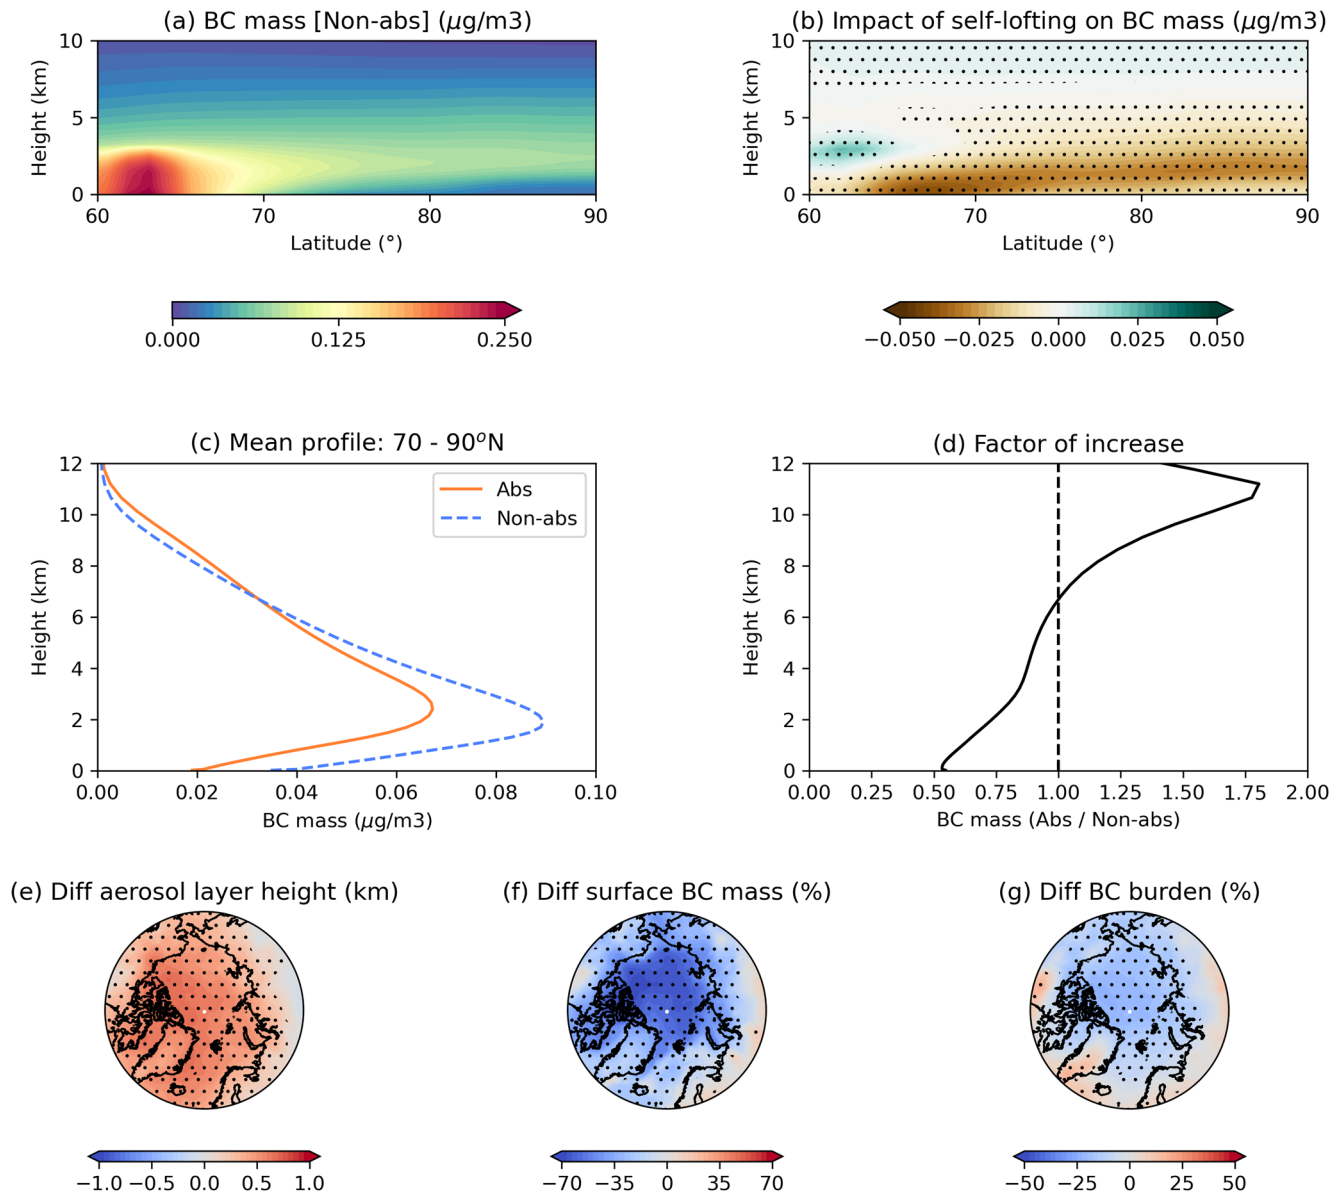 (a) BC mass [Non-abs] (μg/m3)
(b) Impact of self-lofting on BC mass (μg/m3)
10
5
0
Height (km)
60 70 80 90
Latitude (°)
10
5
0
Height (km)
60 70 80 90
Latitude (°)
0.000 0.125 0.250
−0.050 −0.025 0.000 0.025 0.050
(c) Mean profile: 70 - 90°N
(d) Factor of increase
12
10
8
6
4
2
0
Height (km)
Abs
Non-abs
0.00 0.02 0.04 0.06 0.08 0.10
BC mass (μg/m3)
12
10
8
6
4
2
0
Height (km)
0.00 0.25 0.50 0.75 1.00 1.25 1.50 1.75 2.00
BC mass (Abs / Non-abs)
(e) Diff aerosol layer height (km)
(f) Diff surface BC mass (%)
(g) Diff BC burden (%)
−1.0 −0.5 0.0 0.5 1.0
−70 −35 0 35 70
−50 −25 0 25 50